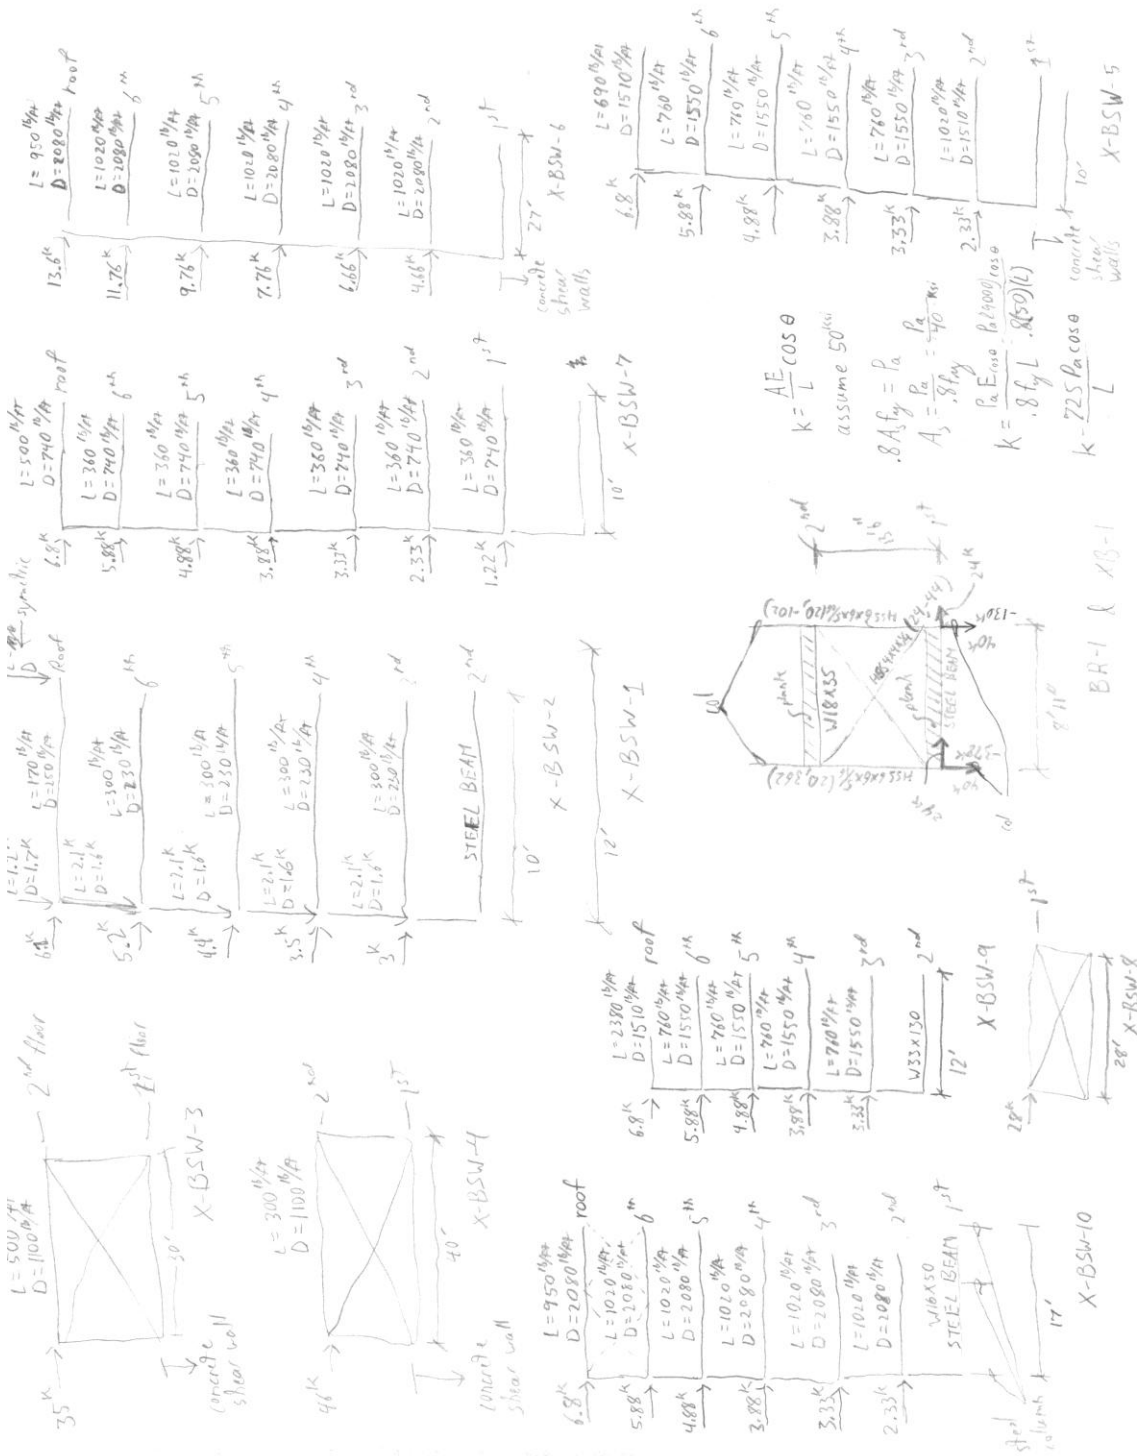 L=500 /ft
D=1100 lb/ft
35k
2nd floor
1st floor
30'
X-BSW-3
concrete
shear wall
L=300 lb/ft
D=1100 lb/ft
46k
2nd
1st
40'
X-BSW-4
concrete
shear
wall
L=950 lb/ft
D=2080 lb/ft
6.8k
roof
L=1020 lb/ft
D=2080 lb/ft
5.88k
6th
L=1020 lb/ft
D=2080 lb/ft
4.88k
5th
L=1020 lb/ft
D=2080 lb/ft
3.88k
4th
L=1020 lb/ft
D=2080 lb/ft
3.33k
3rd
L=1020 lb/ft
D=2080 lb/ft
2.33k
2nd
W16x50
STEEL BEAM
1st
steel
column
17'
X-BSW-10
D=1.7k
L=170 lb/ft
D=250 lb/ft
symetric
Roof
L=2.1k
D=1.6k
L=300 lb/ft
D=230 lb/ft
5.2k
6th
L=2.1k
D=1.6k
L=300 lb/ft
D=230 lb/ft
4.4k
5th
L=2.1k
D=1.6k
L=300 lb/ft
D=230 lb/ft
3.5k
4th
L=2.1k
D=1.6k
L=300 lb/ft
D=230 lb/ft
3k
3rd
STEEL BEAM
2nd
10'
X-BSW-2
12'
X-BSW-1
L=2380 lb/ft
D=1510 lb/ft
6.8k
roof
L=760 lb/ft
D=1550 lb/ft
5.88k
6th
L=760 lb/ft
D=1550 lb/ft
4.88k
5th
L=760 lb/ft
D=1550 lb/ft
3.88k
4th
L=760 lb/ft
D=1550 lb/ft
3.33k
3rd
W33x130
2nd
12'
X-BSW-9
28k
1st
28'
X-BSW-8
L=500 lb/ft
D=740 lb/ft
6.8k
roof
L=360 lb/ft
D=740 lb/ft
5.88k
6th
L=360 lb/ft
D=740 lb/ft
4.88k
5th
L=360 lb/ft
D=740 lb/ft
3.88k
4th
L=360 lb/ft
D=740 lb/ft
3.33k
3rd
L=360 lb/ft
D=740 lb/ft
2.33k
2nd
L=360 lb/ft
D=740 lb/ft
1.22k
1st
10'
X-BSW-7
col
plank
W18x35
plank
STEEL BEAM
2nd
1st
24k
40k
-378k
40k
-130k
col
8'11"
BR-1 & XB-1
L=950 lb/ft
D=2080 lb/ft
13.6k
roof
L=1020 lb/ft
D=2080 lb/ft
11.76k
6th
L=1020 lb/ft
D=2080 lb/ft
9.76k
5th
L=1020 lb/ft
D=2080 lb/ft
7.76k
4th
L=1020 lb/ft
D=2080 lb/ft
6.66k
3rd
L=1020 lb/ft
D=2080 lb/ft
4.66k
2nd
1st
concrete
shear
walls
27'
X-BSW-6
k = AE/L cosθ
assume 50ksi
.8Asfy = Pa
As = Pa/.8fy = Pa/40 ksi
k = PaE cosθ/.8fyL Pa(29000)cosθ/.8(50)(L)
k = 725 Pa cosθ/L
L=690 lb/ft
D=1510 lb/ft
6.8k
L=760 lb/ft
D=1550 lb/ft
5.88k
6th
L=760 lb/ft
D=1550 lb/ft
4.88k
5th
L=760 lb/ft
D=1550 lb/ft
3.88k
4th
L=760 lb/ft
D=1550 lb/ft
3.33k
3rd
L=1020 lb/ft
D=1510 lb/ft
2.33k
2nd
1st
concrete
shear
walls
10'
X-BSW-5